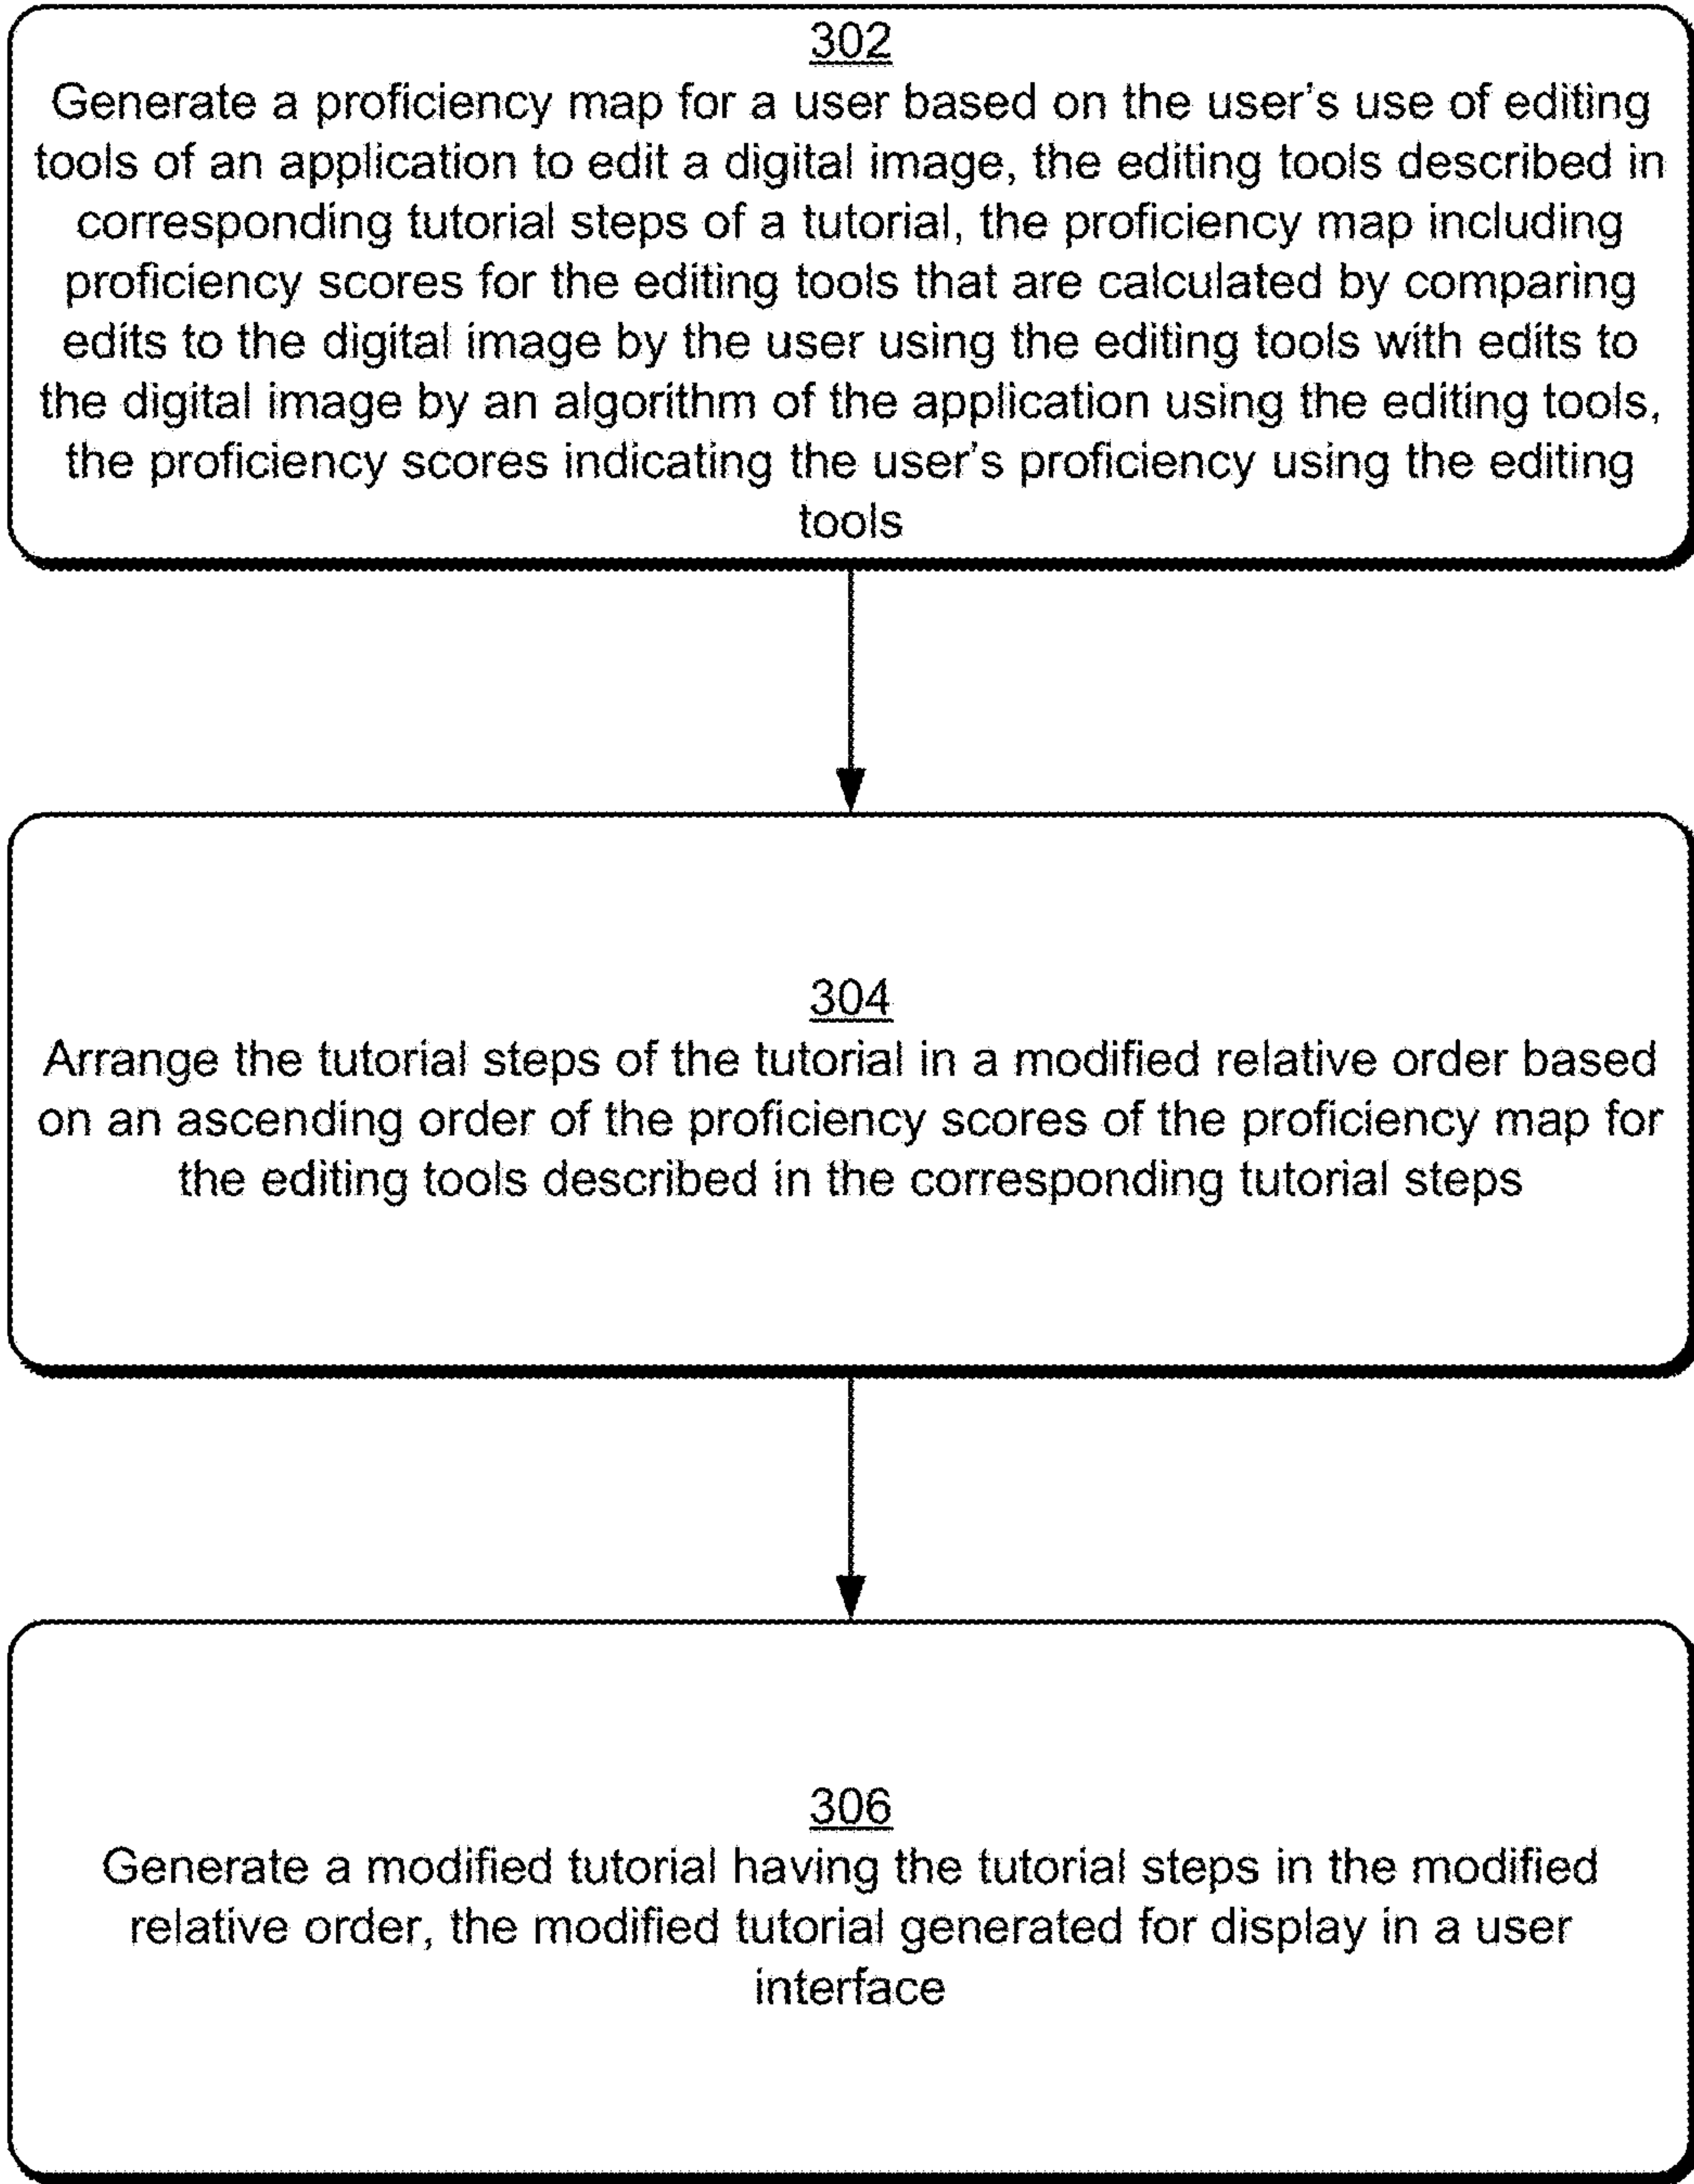 302
Generate a proficiency map for a user based on the user's use of editing
tools of an application to edit a digital image, the editing tools described in
corresponding tutorial steps of a tutorial, the proficiency map including
proficiency scores for the editing tools that are calculated by comparing
edits to the digital image by the user using the editing tools with edits to
the digital image by an algorithm of the application using the editing tools,
the proficiency scores indicating the user's proficiency using the editing
tools
304
Arrange the tutorial steps of the tutorial in a modified relative order based
on an ascending order of the proficiency scores of the proficiency map for
the editing tools described in the corresponding tutorial steps
306
Generate a modified tutorial having the tutorial steps in the modified
relative order, the modified tutorial generated for display in a user
interface